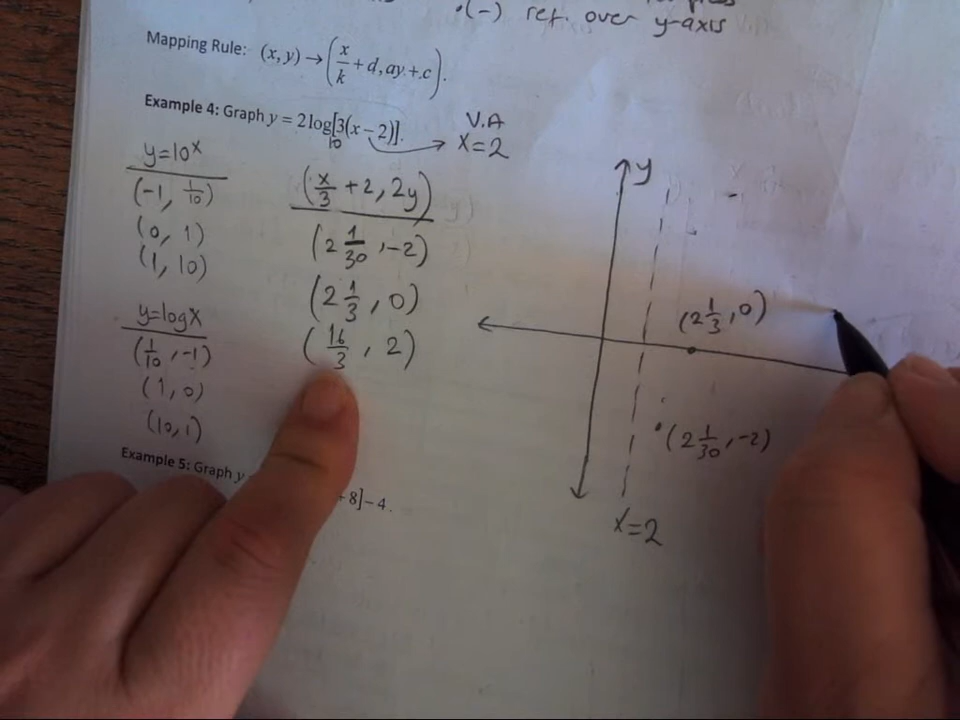 •(-) ref. over y-axis
Mapping Rule: (x, y) → (x/k + d, ay + c).
Example 4: Graph y = 2log[3(x − 2)].
10
V.A
x=2
y=10ˣ
(-1, 1/10)
(0, 1)
(1, 10)
y=logx
(1/10, -1)
(1, 0)
(10, 1)
(x/3 + 2, 2y)
(2 1/30, -2)
(2 1/3, 0)
(16/3, 2)
y
(2 1/3, 0)
(2 1/30, -2)
x=2
Example 5: Graph y
+ 8] − 4.